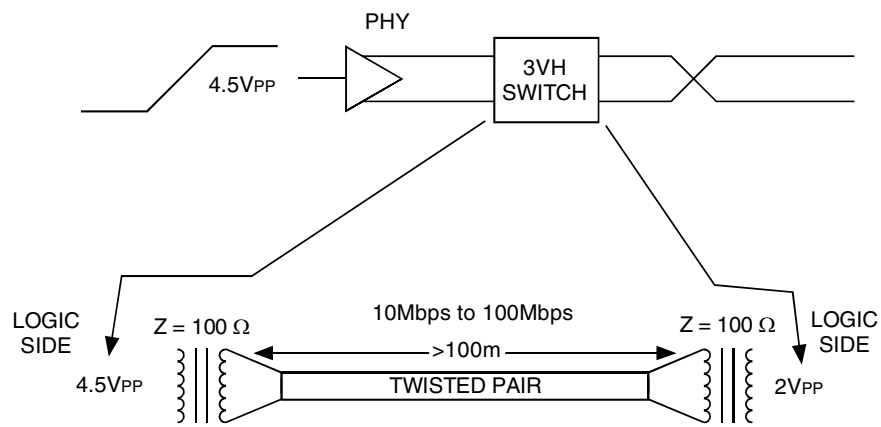 PHY
4.5VPP
3VH
SWITCH
LOGIC
SIDE
Z = 100 Ω
10Mbps to 100Mbps
Z = 100 Ω
LOGIC
SIDE
>100m
4.5VPP
TWISTED PAIR
2VPP